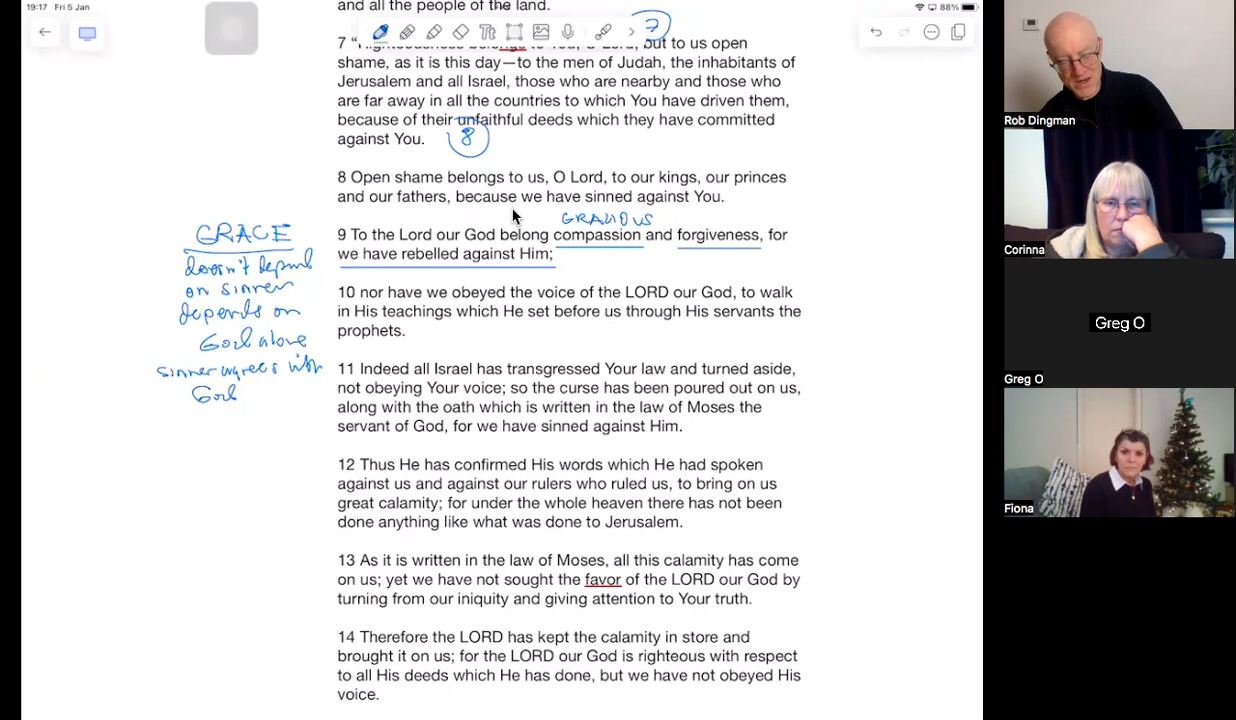 19:17 Fri 5 Jan
88%
and all the people of the land.
7
7 "Righteousness belongs to You, O Lord, but to us open
shame, as it is this day—to the men of Judah, the inhabitants of
Jerusalem and all Israel, those who are nearby and those who
are far away in all the countries to which You have driven them,
because of their unfaithful deeds which they have committed
against You.
8
8 Open shame belongs to us, O Lord, to our kings, our princes
and our fathers, because we have sinned against You.
GRACIOUS
9 To the Lord our God belong compassion and forgiveness, for
we have rebelled against Him;
GRACE
doesn't depend
on sinner
depends on
God alone
sinner agrees with
God
10 nor have we obeyed the voice of the LORD our God, to walk
in His teachings which He set before us through His servants the
prophets.
11 Indeed all Israel has transgressed Your law and turned aside,
not obeying Your voice; so the curse has been poured out on us,
along with the oath which is written in the law of Moses the
servant of God, for we have sinned against Him.
12 Thus He has confirmed His words which He had spoken
against us and against our rulers who ruled us, to bring on us
great calamity; for under the whole heaven there has not been
done anything like what was done to Jerusalem.
13 As it is written in the law of Moses, all this calamity has come
on us; yet we have not sought the favor of the LORD our God by
turning from our iniquity and giving attention to Your truth.
14 Therefore the LORD has kept the calamity in store and
brought it on us; for the LORD our God is righteous with respect
to all His deeds which He has done, but we have not obeyed His
voice.
Rob Dingman
Corinna
Greg O
Greg O
Fiona